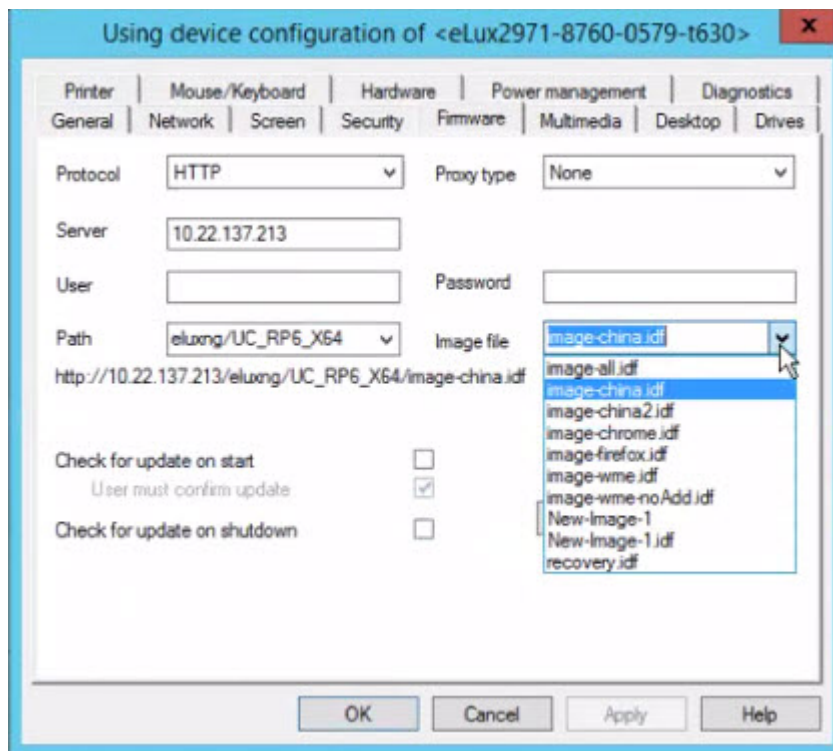 Using device configuration of <eLux2971-8760-0579-t630>
x
Printer Mouse/Keyboard Hardware Power management Diagnostics
General Network Screen Security Firmware Multimedia Desktop Drives
Protocol HTTP Proxy type None
Server 10.22.137.213
User Password
Path eluxng/UC_RP6_X64 Image file image-china.idf
http://10.22.137.213/eluxng/UC_RP6_X64/image-china.idf
image-all.idf
image-china.idf
image-china2.idf
image-chrome.idf
image-firefox.idf
image-wme.idf
image-wme-noAdd.idf
New-Image-1
New-Image-1.idf
recovery.idf
Check for update on start
User must confirm update
Check for update on shutdown
OK Cancel Apply Help